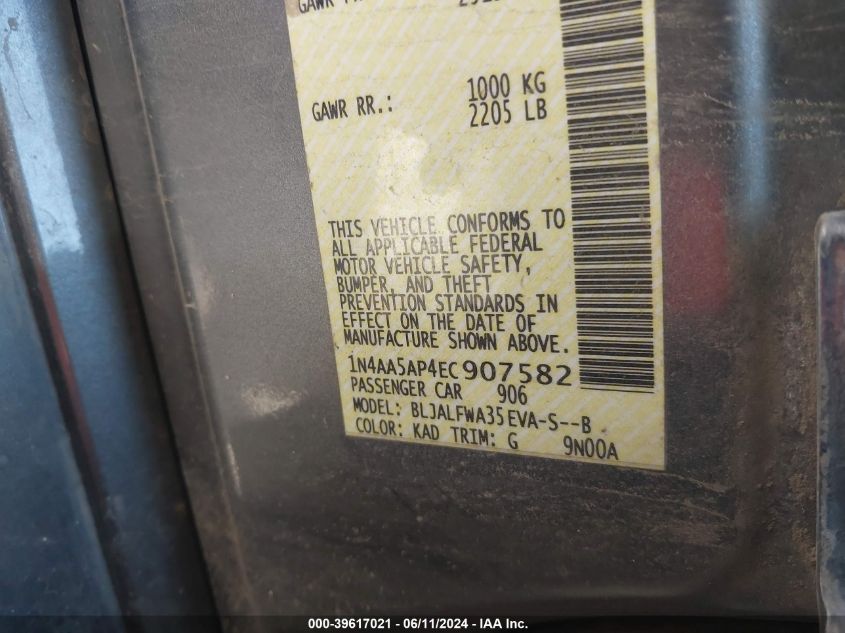 GAWR
1000 KG
GAWR RR.: 2205 LB
THIS VEHICLE CONFORMS TO
ALL APPLICABLE FEDERAL
MOTOR VEHICLE SAFETY,
BUMPER, AND THEFT
PREVENTION STANDARDS IN
EFFECT ON THE DATE OF
MANUFACTURE SHOWN ABOVE.
1N4AA5AP4EC907582
PASSENGER CAR 906
MODEL: BLJALFWA35EVA-S--B
COLOR: KAD TRIM: G 9N00A
000-39617021 - 06/11/2024 - IAA Inc.